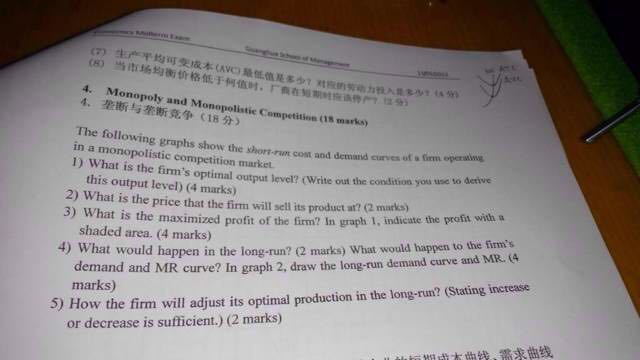 Economics Midterm Exam Guanghua School of Management
(7) 生产平均可变成本(AVC)最低值是多少？对应的劳动力投入是多少？(4 分)
(8) 当市场均衡价格低于何值时，厂商在短期时应该停产？(2 分)
4. Monopoly and Monopolistic Competition (18 marks)
4. 垄断与垄断竞争（18 分）
The following graphs show the short-run cost and demand curves of a firm operating
in a monopolistic competition market.
1) What is the firm's optimal output level? (Write out the condition you use to derive
this output level) (4 marks)
2) What is the price that the firm will sell its product at? (2 marks)
3) What is the maximized profit of the firm? In graph 1, indicate the profit with a
shaded area. (4 marks)
4) What would happen in the long-run? (2 marks) What would happen to the firm's
demand and MR curve? In graph 2, draw the long-run demand curve and MR. (4
marks)
5) How the firm will adjust its optimal production in the long-run? (Stating increase
or decrease is sufficient.) (2 marks)
的短期成本曲线、需求曲线